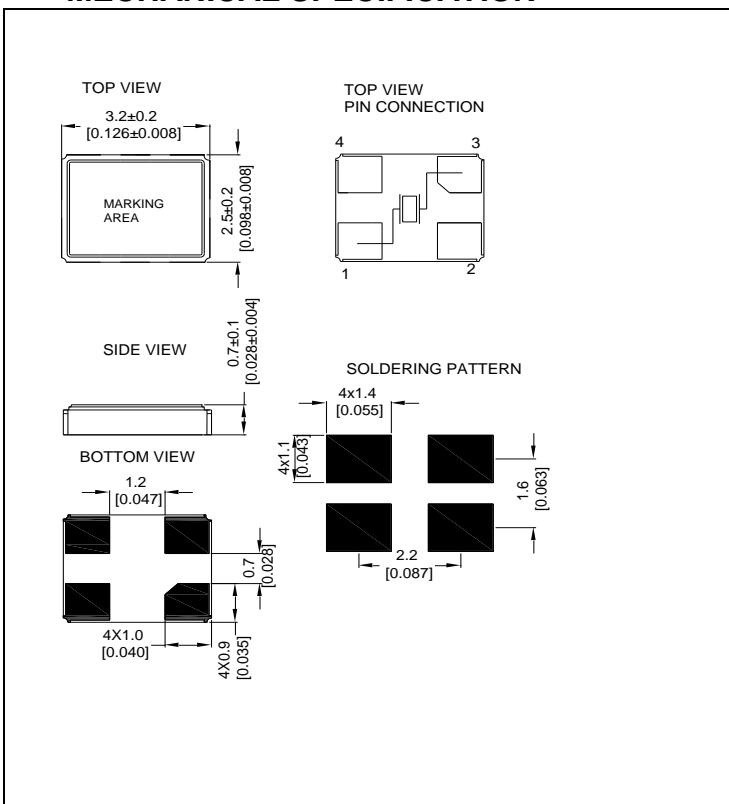 MECHANICAL SPECIFICATION
TOP VIEW
3.2±0.2
[0.126±0.008]
MARKING
AREA
2.5±0.2
[0.098±0.008]
TOP VIEW
PIN CONNECTION
4
3
1
2
SIDE VIEW
0.7±0.1
[0.028±0.004]
BOTTOM VIEW
1.2
[0.047]
0.7
[0.028]
4X1.0
[0.040]
4X0.9
[0.035]
SOLDERING PATTERN
4x1.4
[0.055]
4x1.1
[0.043]
1.6
[0.063]
2.2
[0.087]